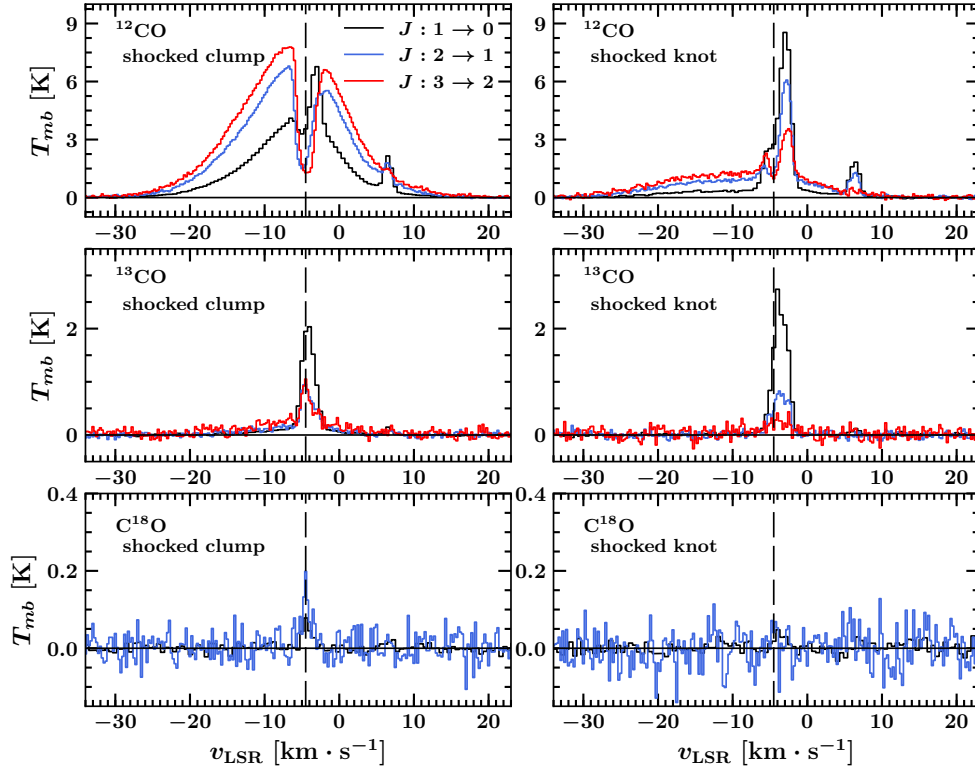 ¹²CO
shocked clump
J : 1 → 0
J : 2 → 1
J : 3 → 2
T_mb [K]
9
6
3
0
−30 −20 −10 0 10 20
¹²CO
shocked knot
T_mb [K]
9
6
3
0
−30 −20 −10 0 10 20
¹³CO
shocked clump
T_mb [K]
2
0
−30 −20 −10 0 10 20
¹³CO
shocked knot
T_mb [K]
2
0
−30 −20 −10 0 10 20
C¹⁸O
shocked clump
T_mb [K]
0.4
0.2
0.0
−30 −20 −10 0 10 20
v_LSR [km · s⁻¹]
C¹⁸O
shocked knot
T_mb [K]
0.4
0.2
0.0
−30 −20 −10 0 10 20
v_LSR [km · s⁻¹]